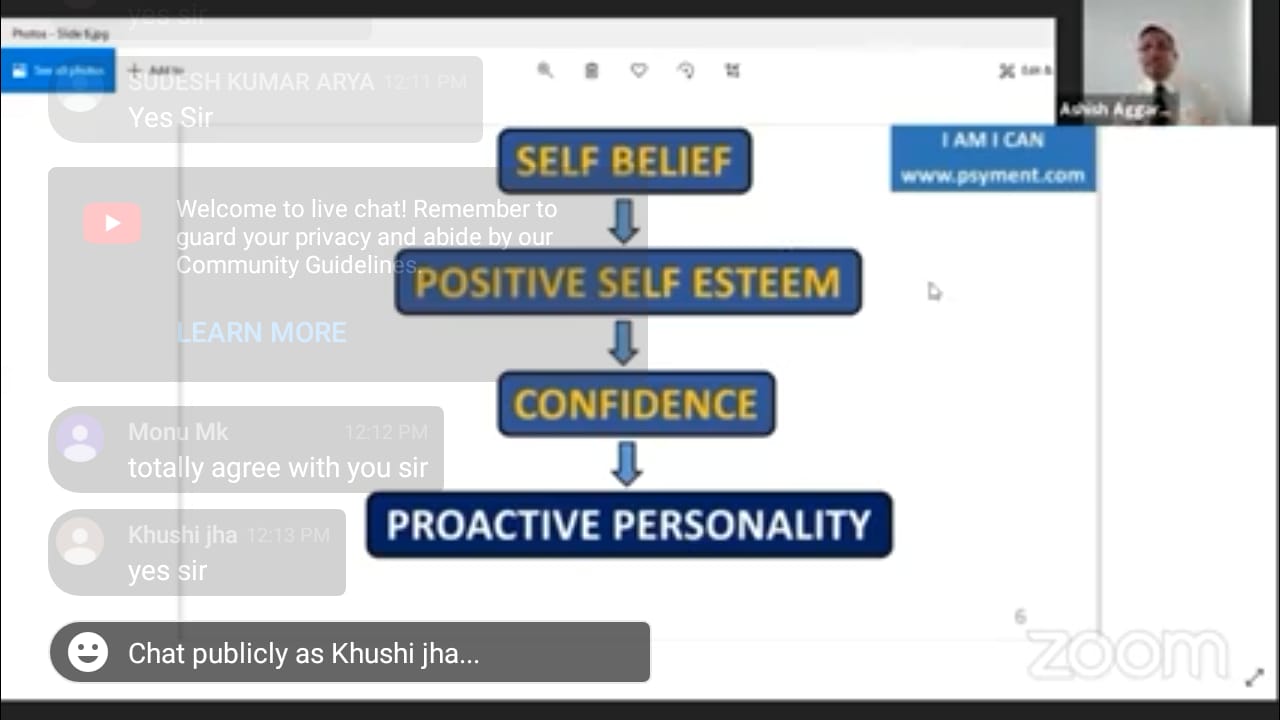 yes sir
Photos - Slide 6.jpg
See all photos
+ Add to
Edit &
Ashish Aggar...
SUDESH KUMAR ARYA 12:11 PM
Yes Sir
I AM I CAN
www.psyment.com
SELF BELIEF
Welcome to live chat! Remember to
guard your privacy and abide by our
Community Guidelines.
LEARN MORE
POSITIVE SELF ESTEEM
CONFIDENCE
Monu Mk 12:12 PM
totally agree with you sir
PROACTIVE PERSONALITY
Khushi jha 12:13 PM
yes sir
6
Chat publicly as Khushi jha...
zoom